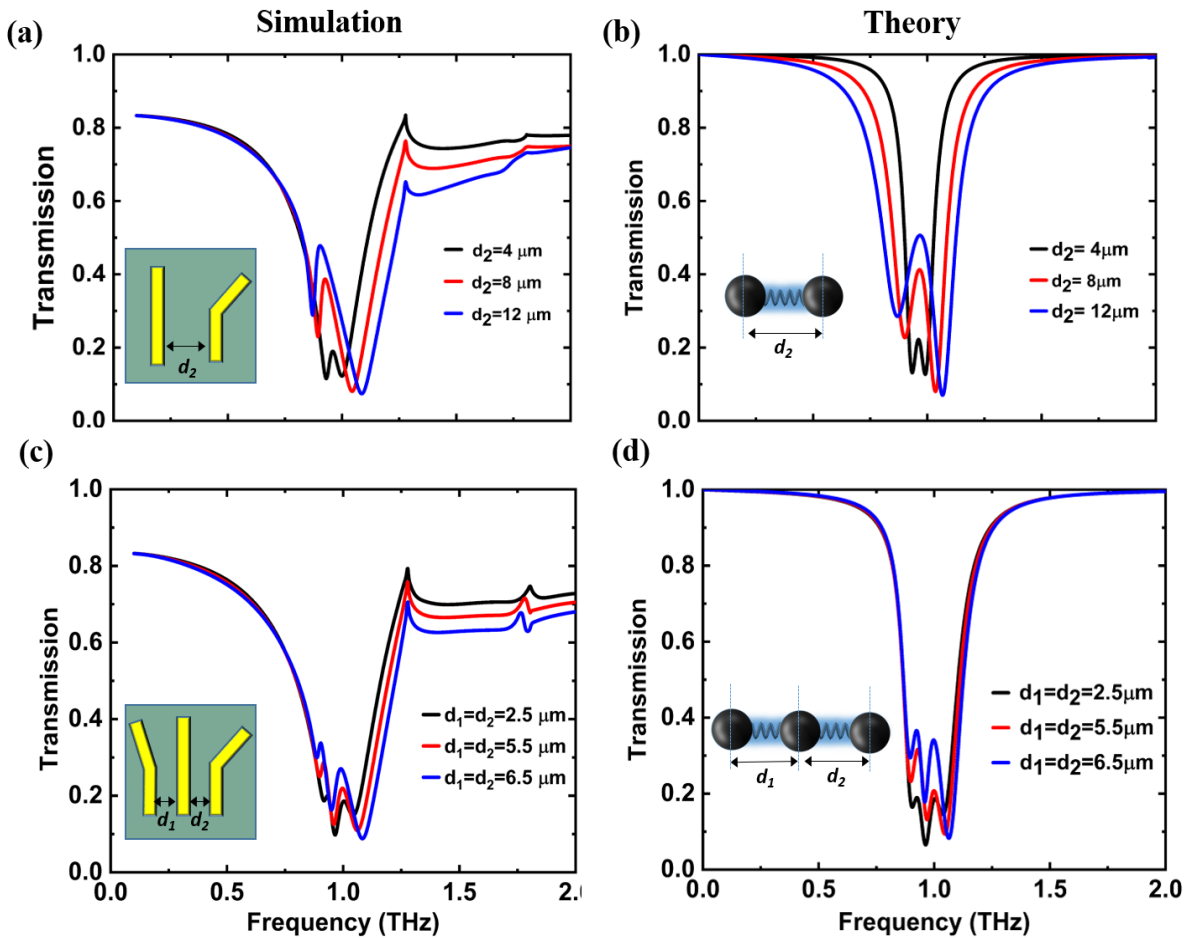 Simulation
Theory
(a)
(b)
1.0
0.8
0.6
0.4
0.2
0.0
Transmission
d₂=4 μm
d₂=8 μm
d₂=12 μm
d₂
1.0
0.8
0.6
0.4
0.2
0.0
Transmission
d₂= 4μm
d₂= 8μm
d₂= 12μm
d₂
(c)
(d)
1.0
0.8
0.6
0.4
0.2
0.0
Transmission
d₁=d₂=2.5 μm
d₁=d₂=5.5 μm
d₁=d₂=6.5 μm
d₁ d₂
0.0 0.5 1.0 1.5 2.0
Frequency (THz)
1.0
0.8
0.6
0.4
0.2
0.0
Transmission
d₁=d₂=2.5μm
d₁=d₂=5.5μm
d₁=d₂=6.5μm
d₁ d₂
0.0 0.5 1.0 1.5 2.0
Frequency (THz)